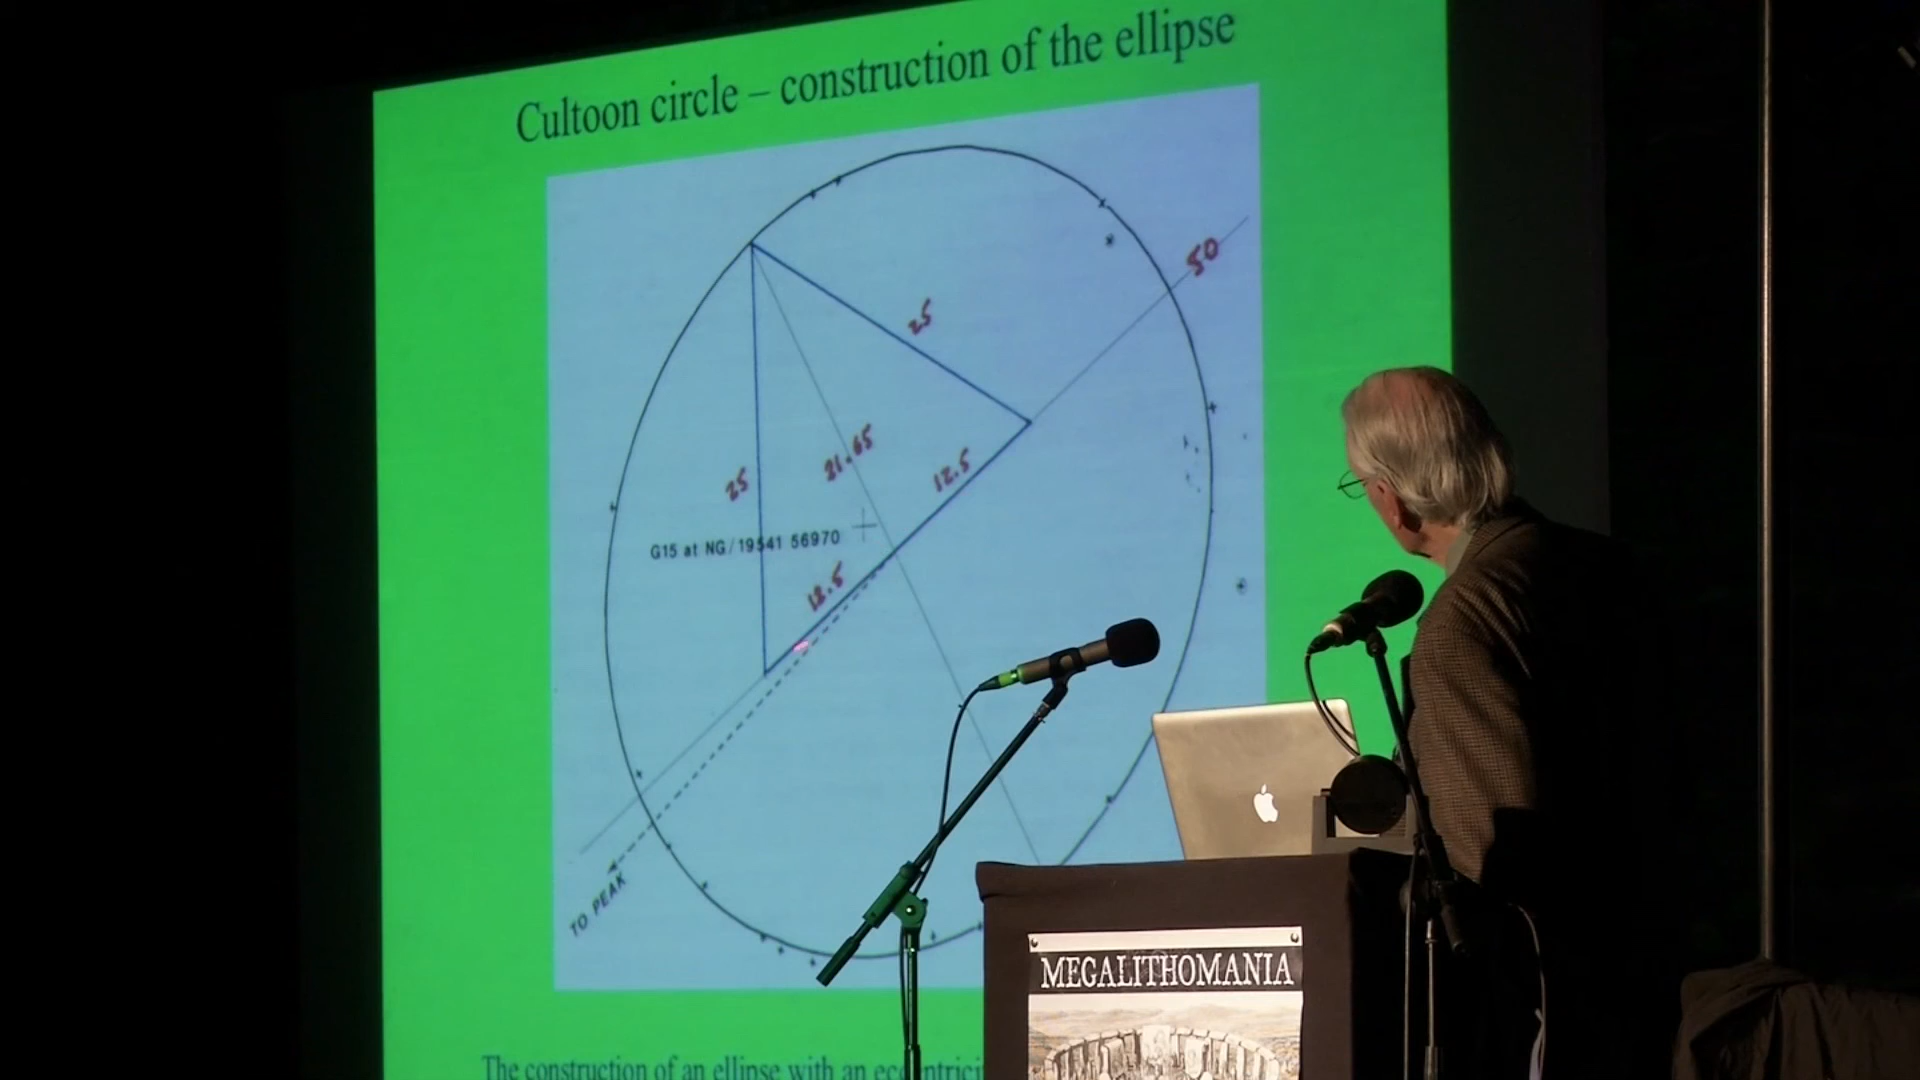 Cultoon circle – construction of the ellipse
50
25
21.65
12.5
25
G15 at NG/19541 56970
12.5
TO PEAK
MEGALITHOMANIA
The construction of an ellipse with an